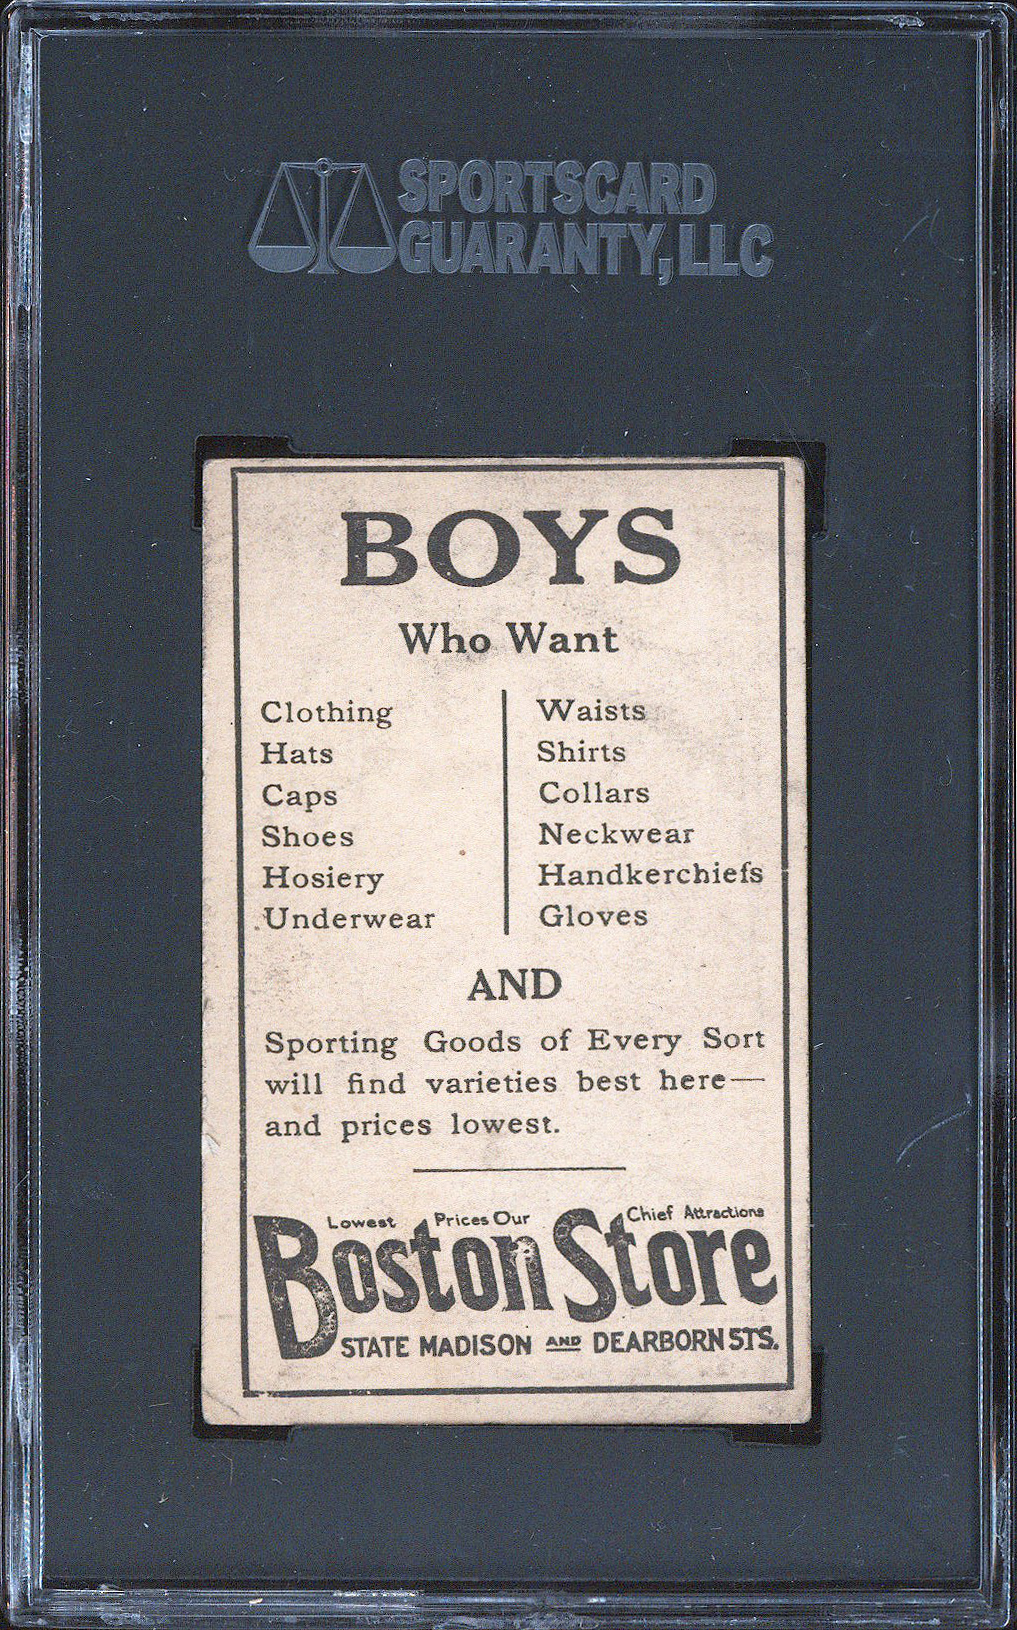 SPORTSCARD
GUARANTY, LLC
BOYS
Who Want
Clothing
Hats
Caps
Shoes
Hosiery
Underwear
Waists
Shirts
Collars
Neckwear
Handkerchiefs
Gloves
AND
Sporting Goods of Every Sort
will find varieties best here—
and prices lowest.
Lowest Prices Our Chief Attractions
Boston Store
STATE MADISON AND DEARBORN STS.